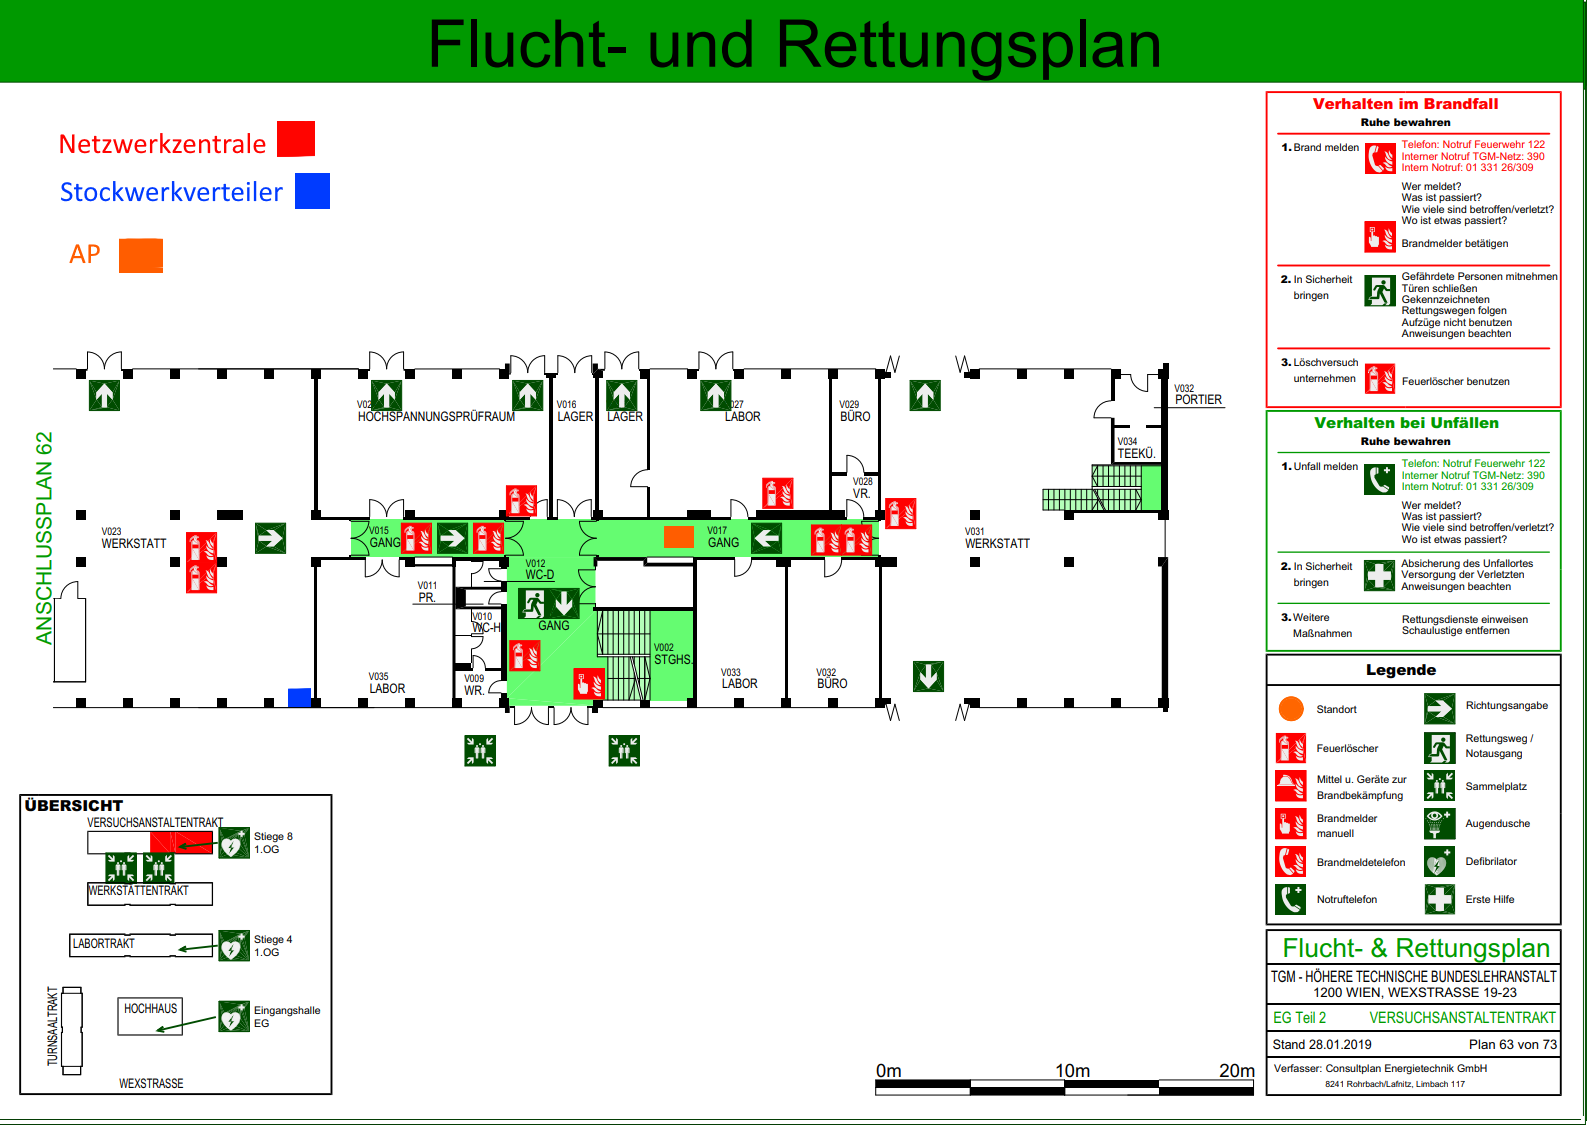 Flucht- und Rettungsplan
Netzwerkzentrale
Stockwerkverteiler
AP
ANSCHLUSSPLAN 62
V023
WERKSTATT
HOCHSPANNUNGSPRÜFRAUM
V016
LAGER
LAGER
V027
LABOR
V029
BÜRO
V028
VR.
V032
PORTIER
V034
TEEKÜ.
V015
GANG
V017
GANG
V031
WERKSTATT
V012
WC-D
V011
PR.
V010
WC-H
GANG
V002
STGHS.
V035
LABOR
V009
WR.
V033
LABOR
V032
BÜRO
ÜBERSICHT
VERSUCHSANSTALTENTRAKT
Stiege 8
1.OG
WERKSTÄTTENTRAKT
LABORTRAKT
Stiege 4
1.OG
TURNSAALTRAKT
HOCHHAUS
Eingangshalle
EG
WEXSTRASSE
0m 10m 20m
Verhalten im Brandfall
Ruhe bewahren
1. Brand melden
Telefon: Notruf Feuerwehr 122
Interner Notruf TGM-Netz: 390
Intern Notruf: 01 331 26/309
Wer meldet?
Was ist passiert?
Wie viele sind betroffen/verletzt?
Wo ist etwas passiert?
Brandmelder betätigen
2. In Sicherheit
bringen
Gefährdete Personen mitnehmen
Türen schließen
Gekennzeichneten
Rettungswegen folgen
Aufzüge nicht benutzen
Anweisungen beachten
3. Löschversuch
unternehmen
Feuerlöscher benutzen
Verhalten bei Unfällen
Ruhe bewahren
1. Unfall melden
Telefon: Notruf Feuerwehr 122
Interner Notruf TGM-Netz: 390
Intern Notruf: 01 331 26/309
Wer meldet?
Was ist passiert?
Wie viele sind betroffen/verletzt?
Wo ist etwas passiert?
2. In Sicherheit
bringen
Absicherung des Unfallortes
Versorgung der Verletzten
Anweisungen beachten
3. Weitere
Maßnahmen
Rettungsdienste einweisen
Schaulustige entfernen
Legende
Standort
Richtungsangabe
Feuerlöscher
Rettungsweg /
Notausgang
Mittel u. Geräte zur
Brandbekämpfung
Sammelplatz
Brandmelder
manuell
Augendusche
Brandmeldetelefon
Defibrilator
Notruftelefon
Erste Hilfe
Flucht- & Rettungsplan
TGM - HÖHERE TECHNISCHE BUNDESLEHRANSTALT
1200 WIEN, WEXSTRASSE 19-23
EG Teil 2 VERSUCHSANSTALTENTRAKT
Stand 28.01.2019 Plan 63 von 73
Verfasser: Consultplan Energietechnik GmbH
8241 Rohrbach/Lafnitz, Limbach 117